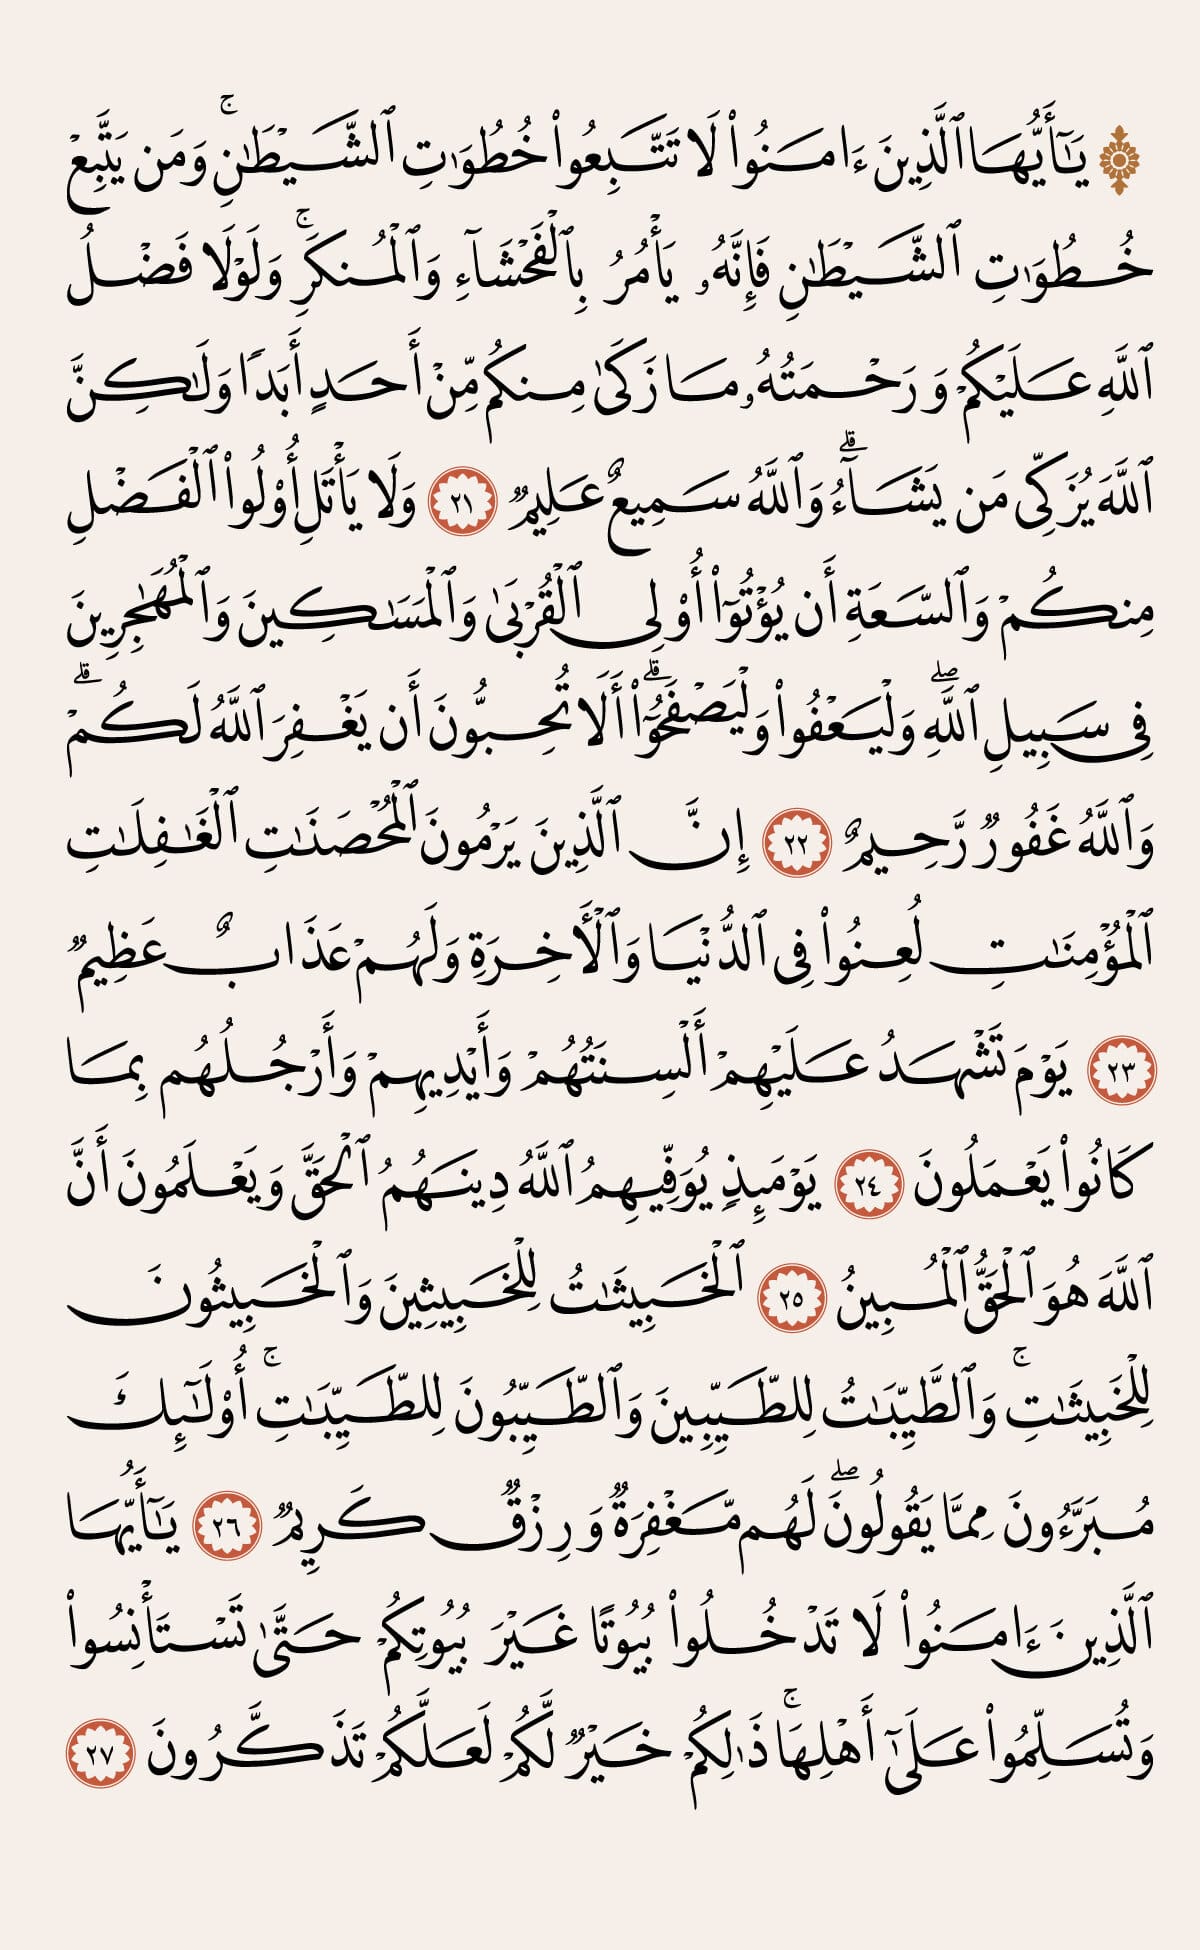 ۞ يَـٰٓأَيُّهَا ٱلَّذِينَ ءَامَنُوا۟ لَا تَتَّبِعُوا۟ خُطُوَٰتِ ٱلشَّيْطَـٰنِ ۚ وَمَن يَتَّبِعْ
خُطُوَٰتِ ٱلشَّيْطَـٰنِ فَإِنَّهُۥ يَأْمُرُ بِٱلْفَحْشَآءِ وَٱلْمُنكَرِ ۚ وَلَوْلَا فَضْلُ
ٱللَّهِ عَلَيْكُمْ وَرَحْمَتُهُۥ مَا زَكَىٰ مِنكُم مِّنْ أَحَدٍ أَبَدًا وَلَـٰكِنَّ
ٱللَّهَ يُزَكِّى مَن يَشَآءُ ۗ وَٱللَّهُ سَمِيعٌ عَلِيمٌ ٢١ وَلَا يَأْتَلِ أُو۟لُوا۟ ٱلْفَضْلِ
مِنكُمْ وَٱلسَّعَةِ أَن يُؤْتُوٓا۟ أُو۟لِى ٱلْقُرْبَىٰ وَٱلْمَسَـٰكِينَ وَٱلْمُهَـٰجِرِينَ
فِى سَبِيلِ ٱللَّهِ ۖ وَلْيَعْفُوا۟ وَلْيَصْفَحُوٓا۟ ۗ أَلَا تُحِبُّونَ أَن يَغْفِرَ ٱللَّهُ لَكُمْ ۗ
وَٱللَّهُ غَفُورٌ رَّحِيمٌ ٢٢ إِنَّ ٱلَّذِينَ يَرْمُونَ ٱلْمُحْصَنَـٰتِ ٱلْغَـٰفِلَـٰتِ
ٱلْمُؤْمِنَـٰتِ لُعِنُوا۟ فِى ٱلدُّنْيَا وَٱلْـَٔاخِرَةِ وَلَهُمْ عَذَابٌ عَظِيمٌ
٢٣ يَوْمَ تَشْهَدُ عَلَيْهِمْ أَلْسِنَتُهُمْ وَأَيْدِيهِمْ وَأَرْجُلُهُم بِمَا
كَانُوا۟ يَعْمَلُونَ ٢٤ يَوْمَئِذٍ يُوَفِّيهِمُ ٱللَّهُ دِينَهُمُ ٱلْحَقَّ وَيَعْلَمُونَ أَنَّ
ٱللَّهَ هُوَ ٱلْحَقُّ ٱلْمُبِينُ ٢٥ ٱلْخَبِيثَـٰتُ لِلْخَبِيثِينَ وَٱلْخَبِيثُونَ
لِلْخَبِيثَـٰتِ ۚ وَٱلطَّيِّبَـٰتُ لِلطَّيِّبِينَ وَٱلطَّيِّبُونَ لِلطَّيِّبَـٰتِ ۚ أُو۟لَـٰٓئِكَ
مُبَرَّءُونَ مِمَّا يَقُولُونَ ۖ لَهُم مَّغْفِرَةٌ وَرِزْقٌ كَرِيمٌ ٢٦ يَـٰٓأَيُّهَا
ٱلَّذِينَ ءَامَنُوا۟ لَا تَدْخُلُوا۟ بُيُوتًا غَيْرَ بُيُوتِكُمْ حَتَّىٰ تَسْتَأْنِسُوا۟
وَتُسَلِّمُوا۟ عَلَىٰٓ أَهْلِهَا ۚ ذَٰلِكُمْ خَيْرٌ لَّكُمْ لَعَلَّكُمْ تَذَكَّرُونَ ٢٧